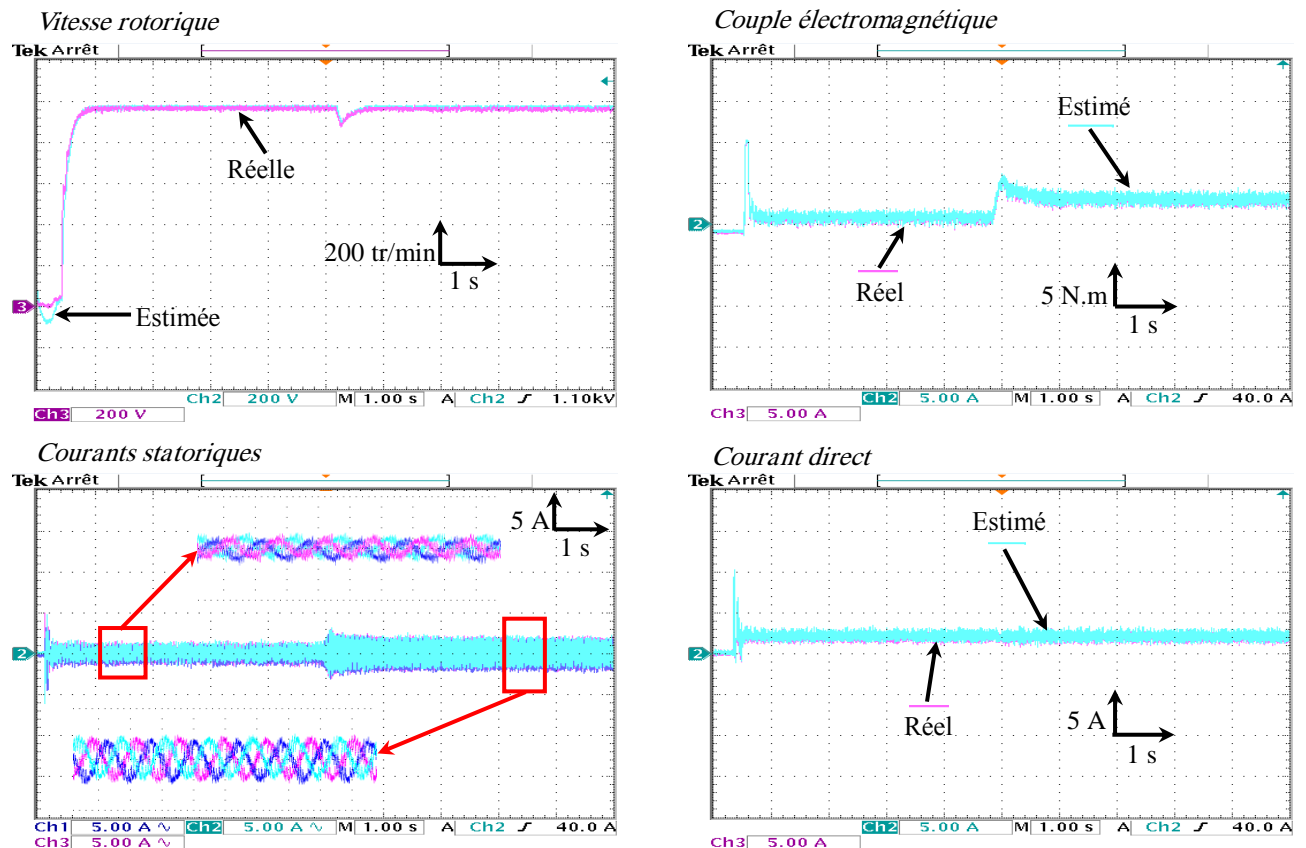 Vitesse rotorique
Tek Arrêt
Réelle
200 tr/min
1 s
3
Estimée
Ch2 200 V M 1.00 s A Ch2 1.10kV
Ch3 200 V
Couple électromagnétique
Tek Arrêt
Estimé
2
Réel
5 N.m
1 s
Ch2 5.00 A M 1.00 s A Ch2 40.0 A
Ch3 5.00 A
Courants statoriques
Tek Arrêt
5 A
1 s
2
Ch1 5.00 A ∿ Ch2 5.00 A ∿ M 1.00 s A Ch2 40.0 A
Ch3 5.00 A ∿
Courant direct
Tek Arrêt
Estimé
2
Réel
5 A
1 s
Ch2 5.00 A M 1.00 s A Ch2 40.0 A
Ch3 5.00 A